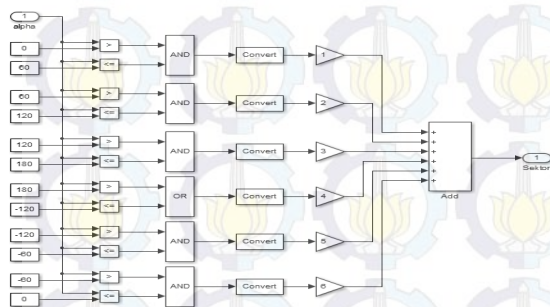 1
alpha
0
>
AND
Convert
1
60
<=
60
>
AND
Convert
2
120
<=
120
>
AND
Convert
3
180
<=
180
>
OR
Convert
4
-120
<=
-120
>
AND
Convert
5
-60
<=
-60
>
AND
Convert
6
0
<=
+
+
+
+
+
+
Add
1
Sektor